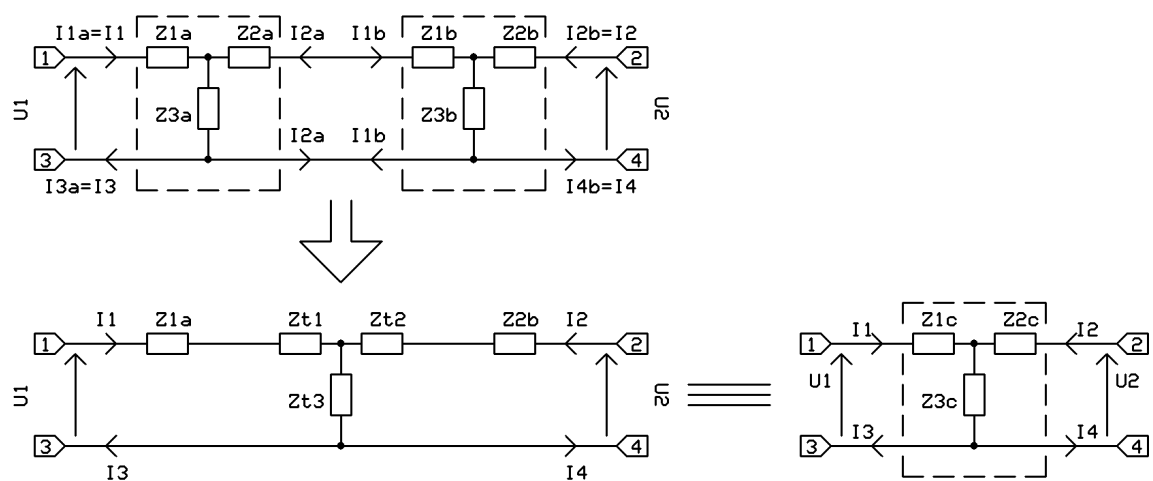 I1a=I1 Z1a Z2a I2a I1b Z1b Z2b I2b=I2
1 2
U1 Z3a Z3b U2
I2a I1b
3 4
I3a=I3 I4b=I4
I1 Z1a Zt1 Zt2 Z2b I2
1 2
U1 Zt3 U2
3 4
I3 I4
I1 Z1c Z2c I2
1 2
U1 Z3c U2
I3 I4
3 4